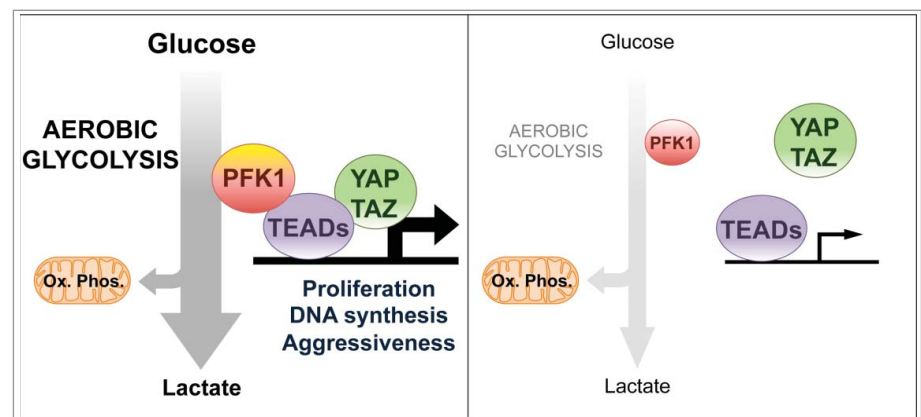 Glucose
AEROBIC
GLYCOLYSIS
PFK1
YAP
TAZ
TEADs
Ox. Phos.
Proliferation
DNA synthesis
Aggressiveness
Lactate
Glucose
AEROBIC
GLYCOLYSIS
PFK1
YAP
TAZ
TEADs
Ox. Phos.
Lactate